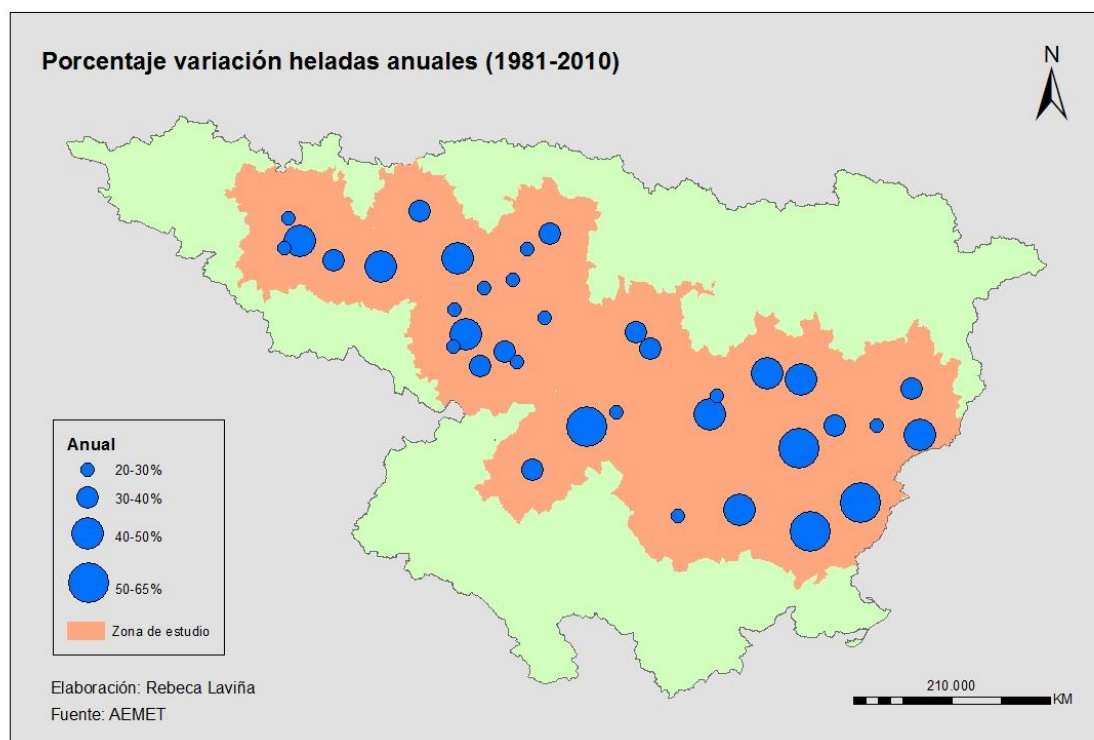 Porcentaje variación heladas anuales (1981-2010)
N
Anual
20-30%
30-40%
40-50%
50-65%
Zona de estudio
Elaboración: Rebeca Laviña
Fuente: AEMET
210.000
KM